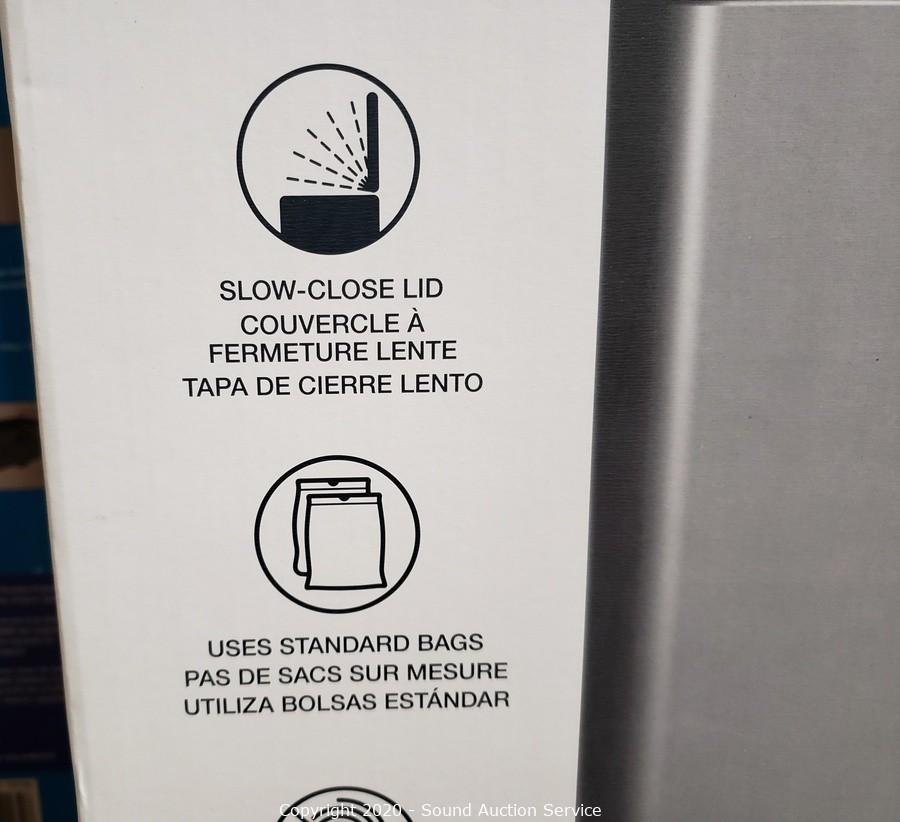 SLOW-CLOSE LID
COUVERCLE À
FERMETURE LENTE
TAPA DE CIERRE LENTO
USES STANDARD BAGS
PAS DE SACS SUR MESURE
UTILIZA BOLSAS ESTÁNDAR
Copyright 2020 - Sound Auction Service